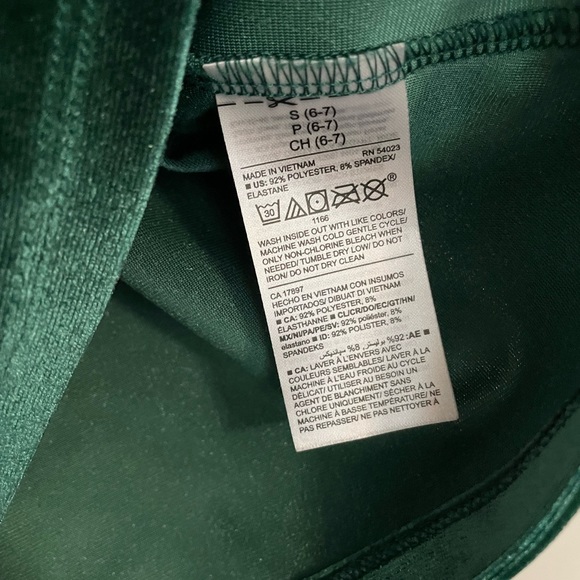 S (6-7)
P (6-7)
CH (6-7)
MADE IN VIETNAM RN 54023
■ US: 92% POLYESTER, 8% SPANDEX/
ELASTANE
30 ®
1166
WASH INSIDE OUT WITH LIKE COLORS/
MACHINE WASH COLD GENTLE CYCLE/
ONLY NON-CHLORINE BLEACH WHEN
NEEDED/ TUMBLE DRY LOW/ DO NOT
IRON/ DO NOT DRY CLEAN
CA 17897
HECHO EN VIETNAM CON INSUMOS
IMPORTADOS/ DIBUAT DI VIETNAM
■ CA: 92% POLYESTER, 8%
ÉLASTHANNE ■ CL/CR/DO/EC/GT/HN/
MX/NI/PA/PE/SV: 92% poliéster, 8%
elastano ■ ID: 92% POLISTER, 8%
SPANDEKS
AE: 92% بوليستر, 8% سباندیكس
■ CA: LAVER À L'ENVERS AVEC
COULEURS SEMBLABLES/ LAVER À LA
MACHINE À L'EAU FROIDE AU CYCLE
DÉLICAT/ UTILISER AU BESOIN UN
AGENT DE BLANCHIMENT SANS
CHLORE UNIQUEMENT/ SÉCHER À LA
MACHINE À BASSE TEMPÉRATURE/ NE
PAS REPASSER/ NE PAS NETTOYER À